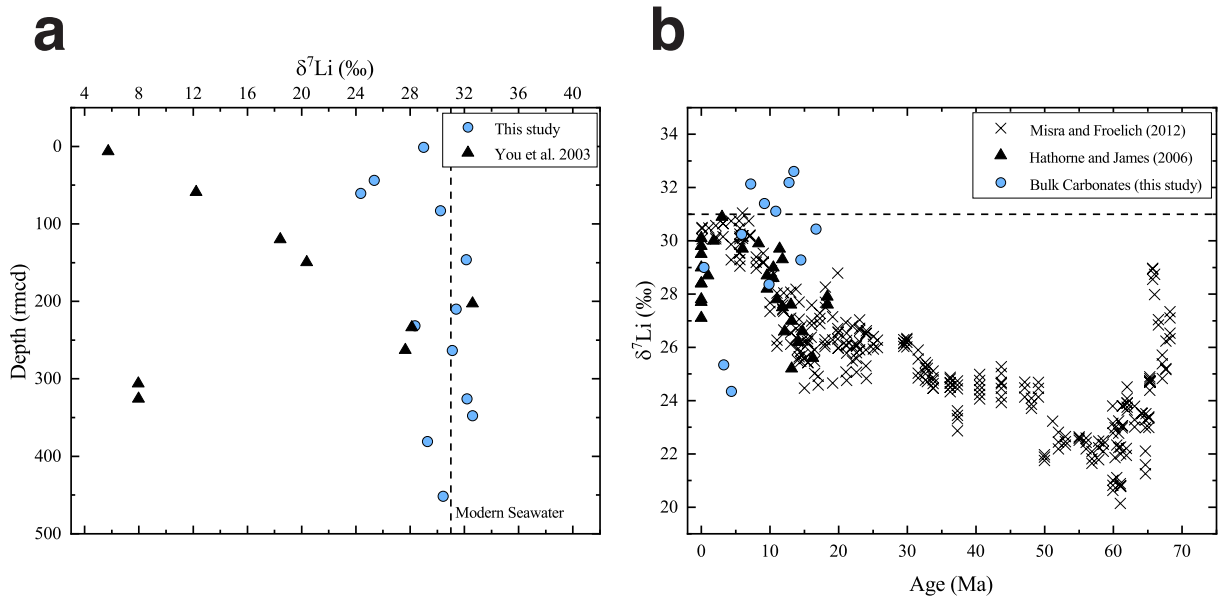 a
δ⁷Li (‰)
4 8 12 16 20 24 28 32 36 40
This study
You et al. 2003
0
100
200
300
400
500
Depth (rmcd)
Modern Seawater
b
Misra and Froelich (2012)
Hathorne and James (2006)
Bulk Carbonates (this study)
34
32
30
28
26
24
22
20
δ⁷Li (‰)
0 10 20 30 40 50 60 70
Age (Ma)